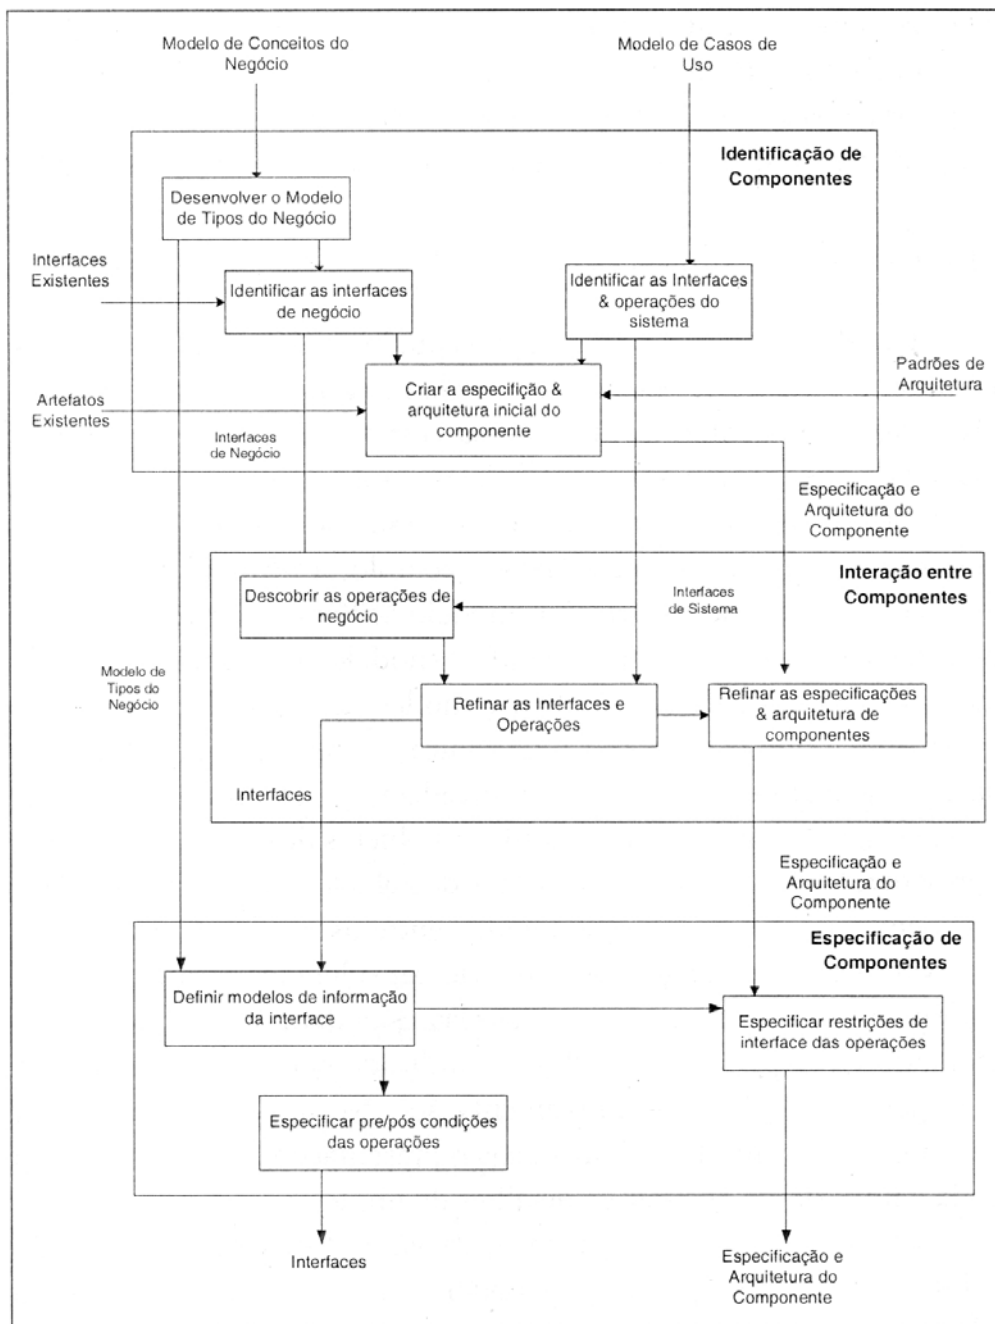 Modelo de Conceitos do
Negócio
Modelo de Casos de
Uso
Identificação de
Componentes
Desenvolver o Modelo
de Tipos do Negócio
Interfaces
Existentes
Identificar as interfaces
de negócio
Identificar as Interfaces
& operações do
sistema
Padrões de
Arquitetura
Artefatos
Existentes
Criar a especifição &
arquitetura inicial do
componente
Interfaces
de Negócio
Especificação e
Arquitetura do
Componente
Interação entre
Componentes
Descobrir as operações de
negócio
Interfaces
de Sistema
Modelo de
Tipos do
Negócio
Refinar as Interfaces e
Operações
Refinar as especificações
& arquitetura de
componentes
Interfaces
Especificação e
Arquitetura do
Componente
Especificação de
Componentes
Definir modelos de informação
da interface
Especificar restrições de
interface das operações
Especificar pre/pós condições
das operações
Interfaces
Especificação e
Arquitetura do
Componente